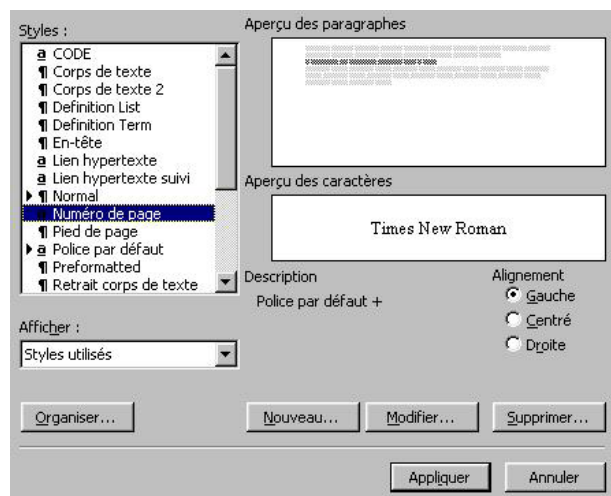 Styles :
a CODE
¶ Corps de texte
¶ Corps de texte 2
¶ Definition List
¶ Definition Term
¶ En-tête
a Lien hypertexte
a Lien hypertexte suivi
¶ Normal
Numéro de page
¶ Pied de page
a Police par défaut
¶ Preformatted
¶ Retrait corps de texte
Afficher :
Styles utilisés
Aperçu des paragraphes
Aperçu des caractères
Times New Roman
Description
Police par défaut +
Alignement
Gauche
Centré
Droite
Organiser...
Nouveau...
Modifier...
Supprimer...
Appliquer
Annuler